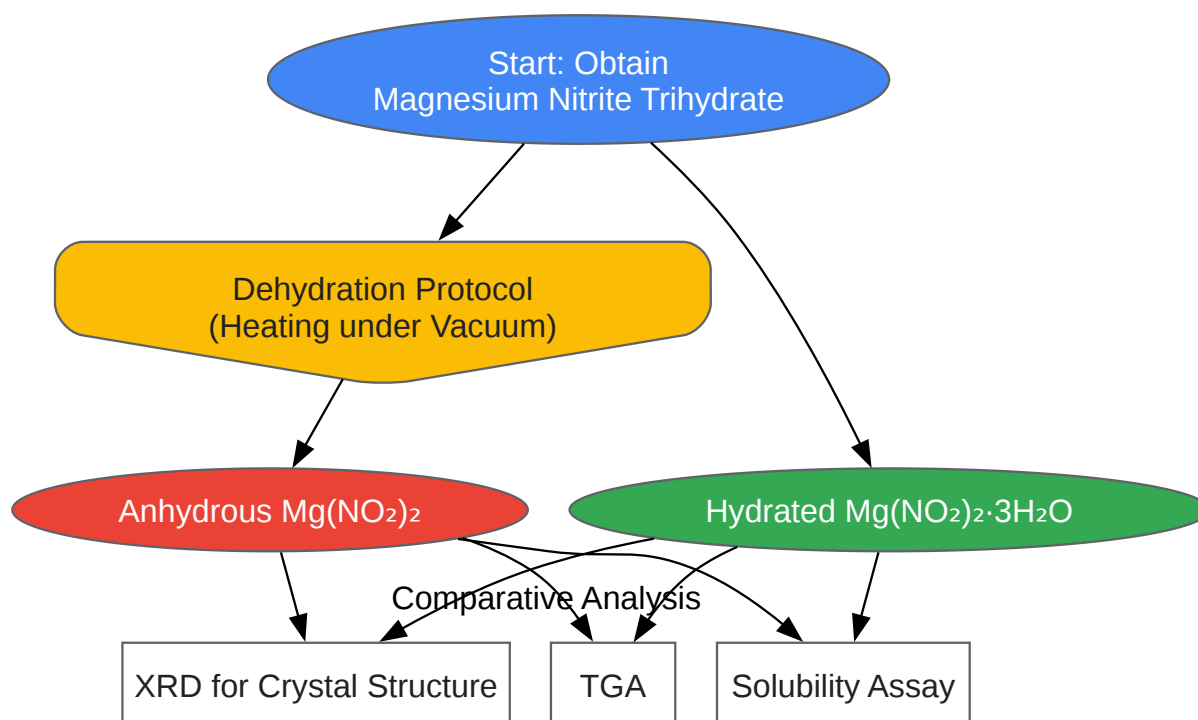 Start: Obtain
Magnesium Nitrite Trihydrate
Dehydration Protocol
(Heating under Vacuum)
Anhydrous Mg(NO₂)₂
Hydrated Mg(NO₂)₂·3H₂O
Comparative Analysis
XRD for Crystal Structure
TGA
Solubility Assay